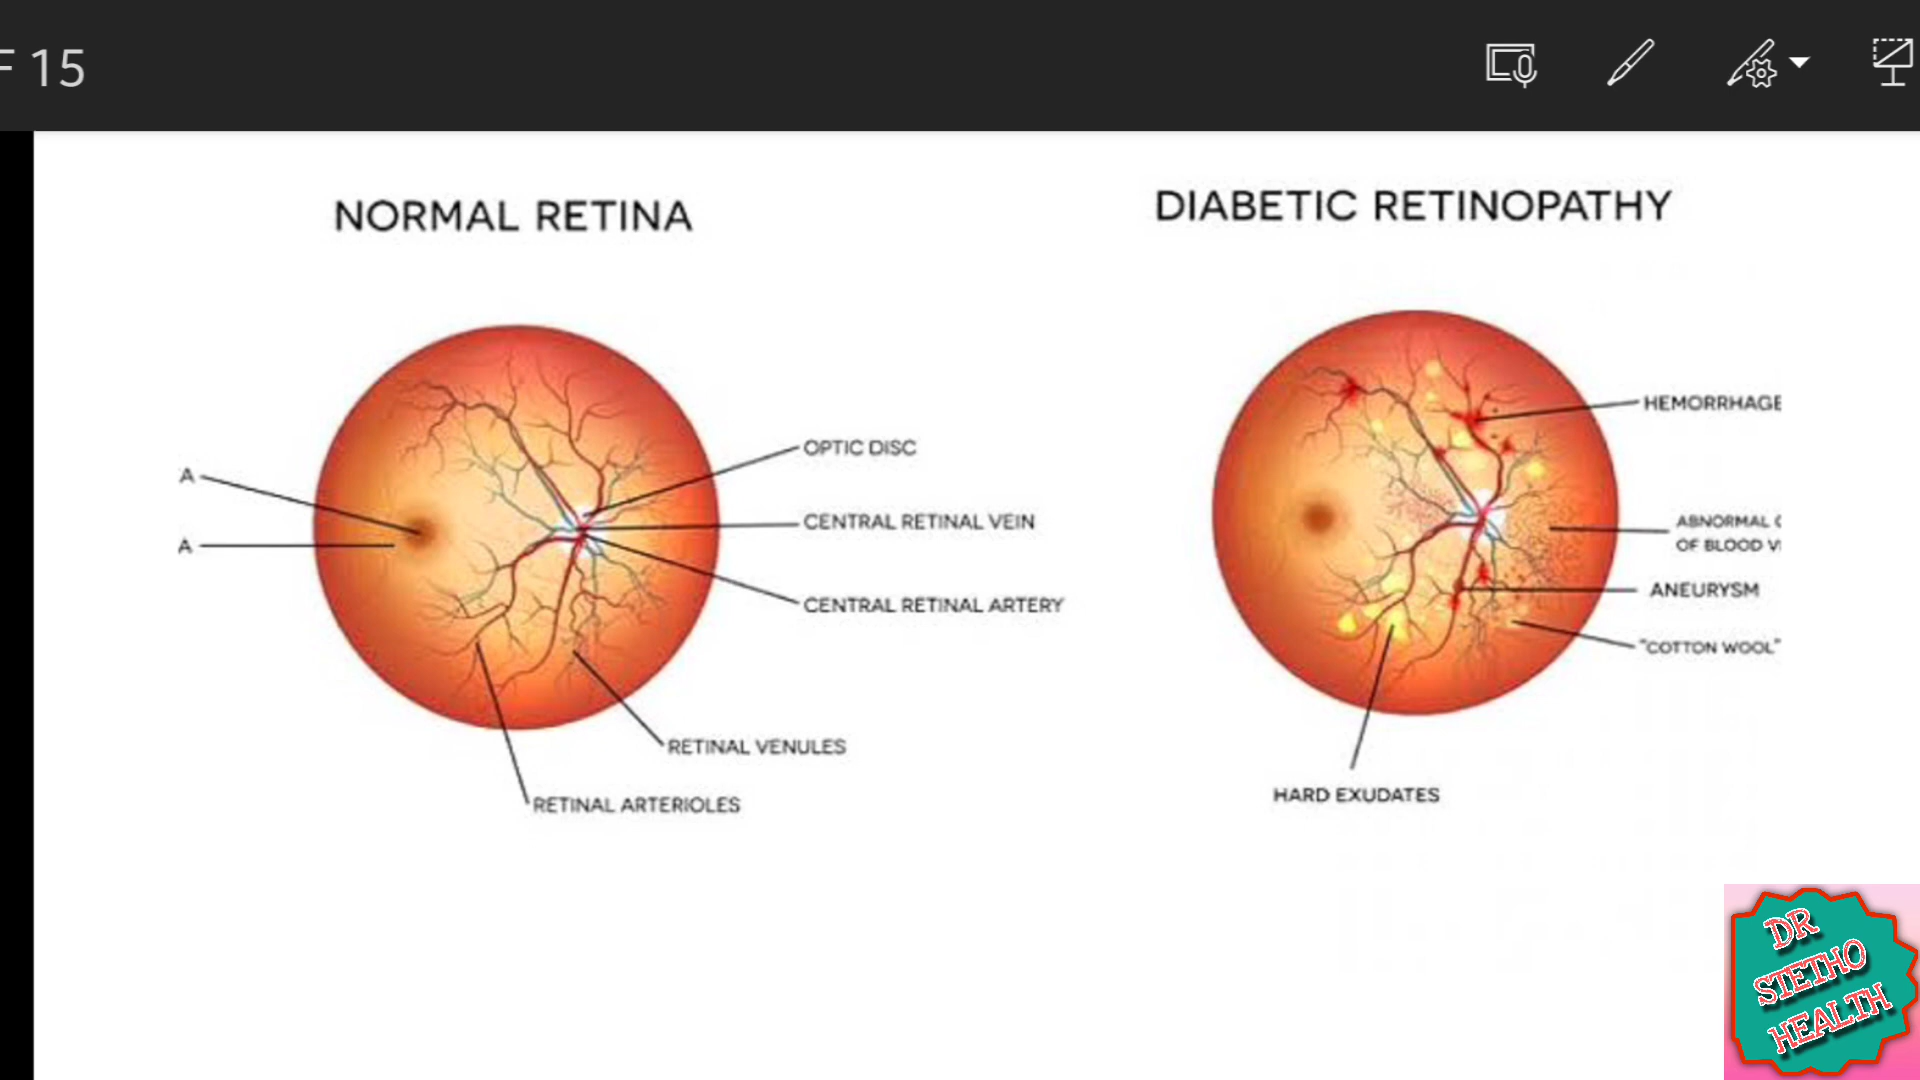 F 15
NORMAL RETINA
A
A
OPTIC DISC
CENTRAL RETINAL VEIN
CENTRAL RETINAL ARTERY
RETINAL VENULES
RETINAL ARTERIOLES
DIABETIC RETINOPATHY
HEMORRHAGE
ABNORMAL
OF BLOOD
ANEURYSM
"COTTON WOOL"
HARD EXUDATES
DR
STETHO
HEALTH